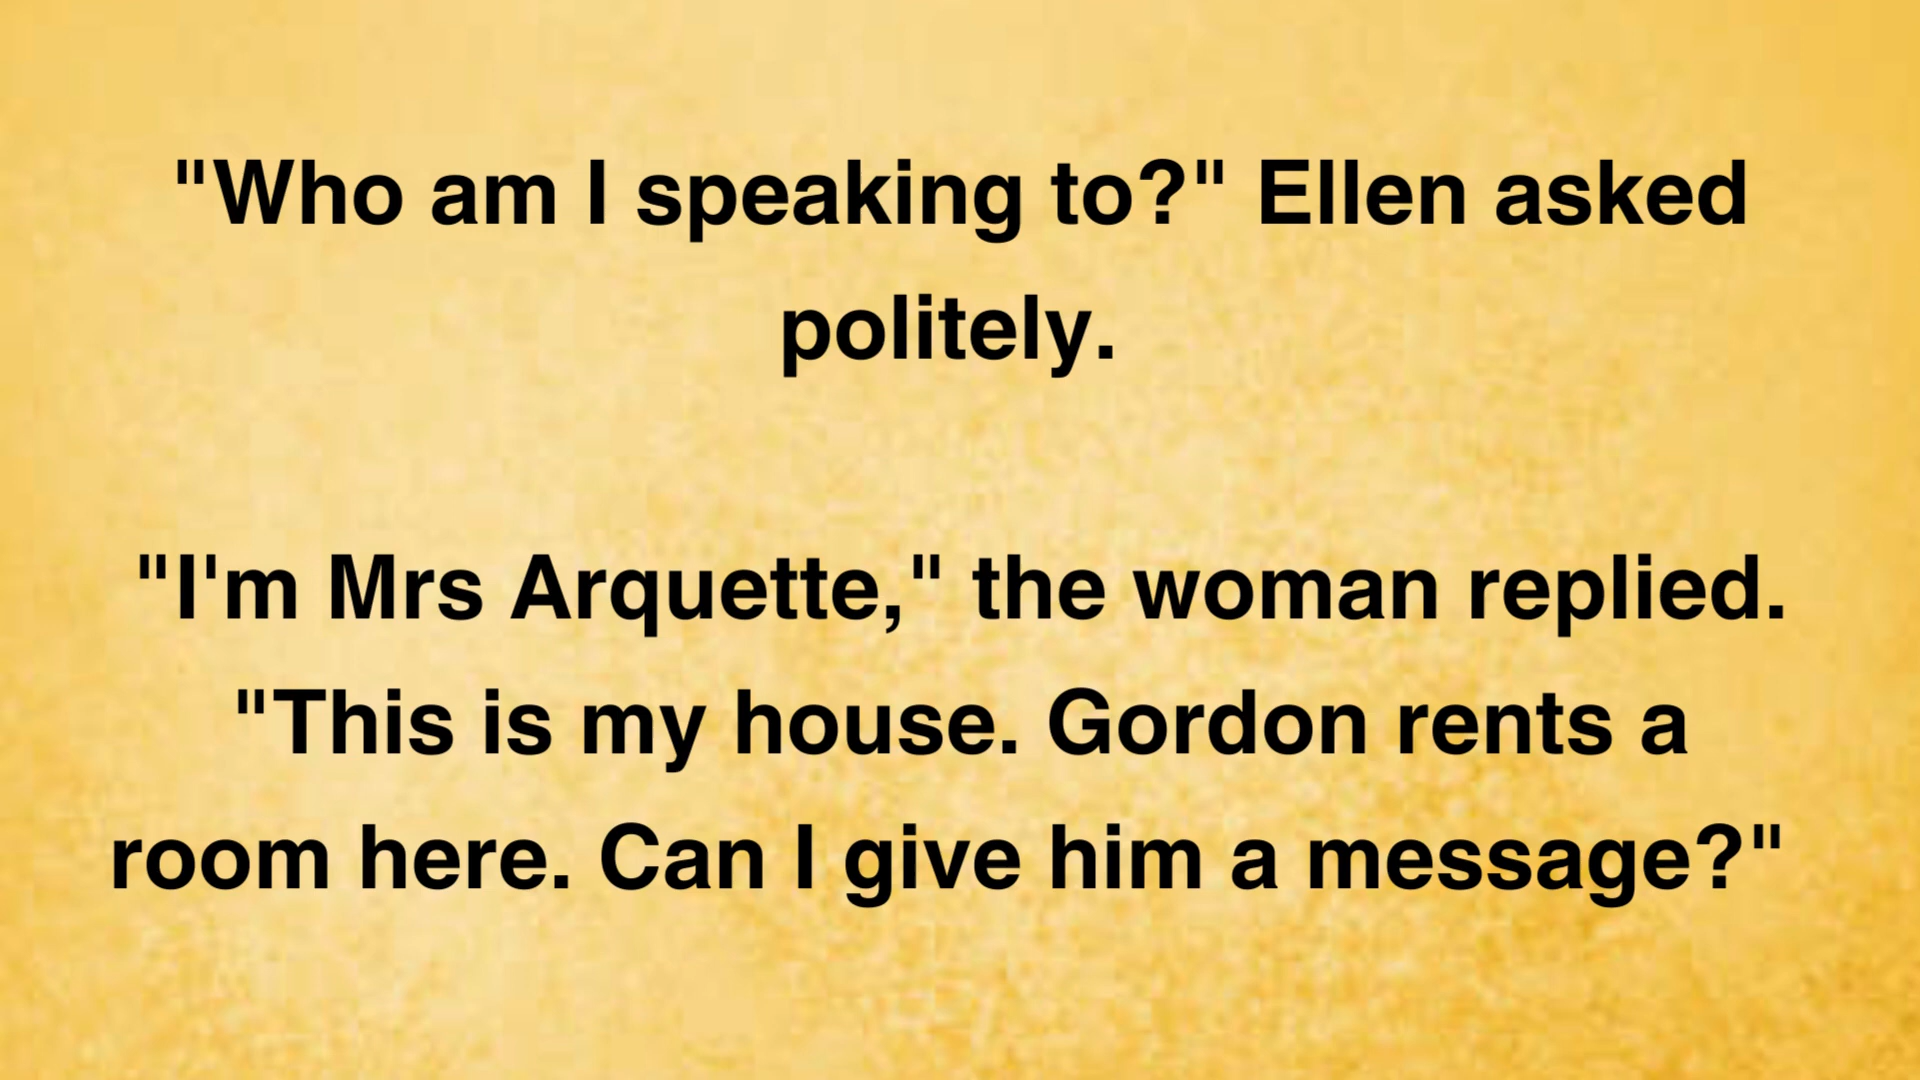 "Who am I speaking to?" Ellen asked
politely.
"I'm Mrs Arquette," the woman replied.
"This is my house. Gordon rents a
room here. Can I give him a message?"